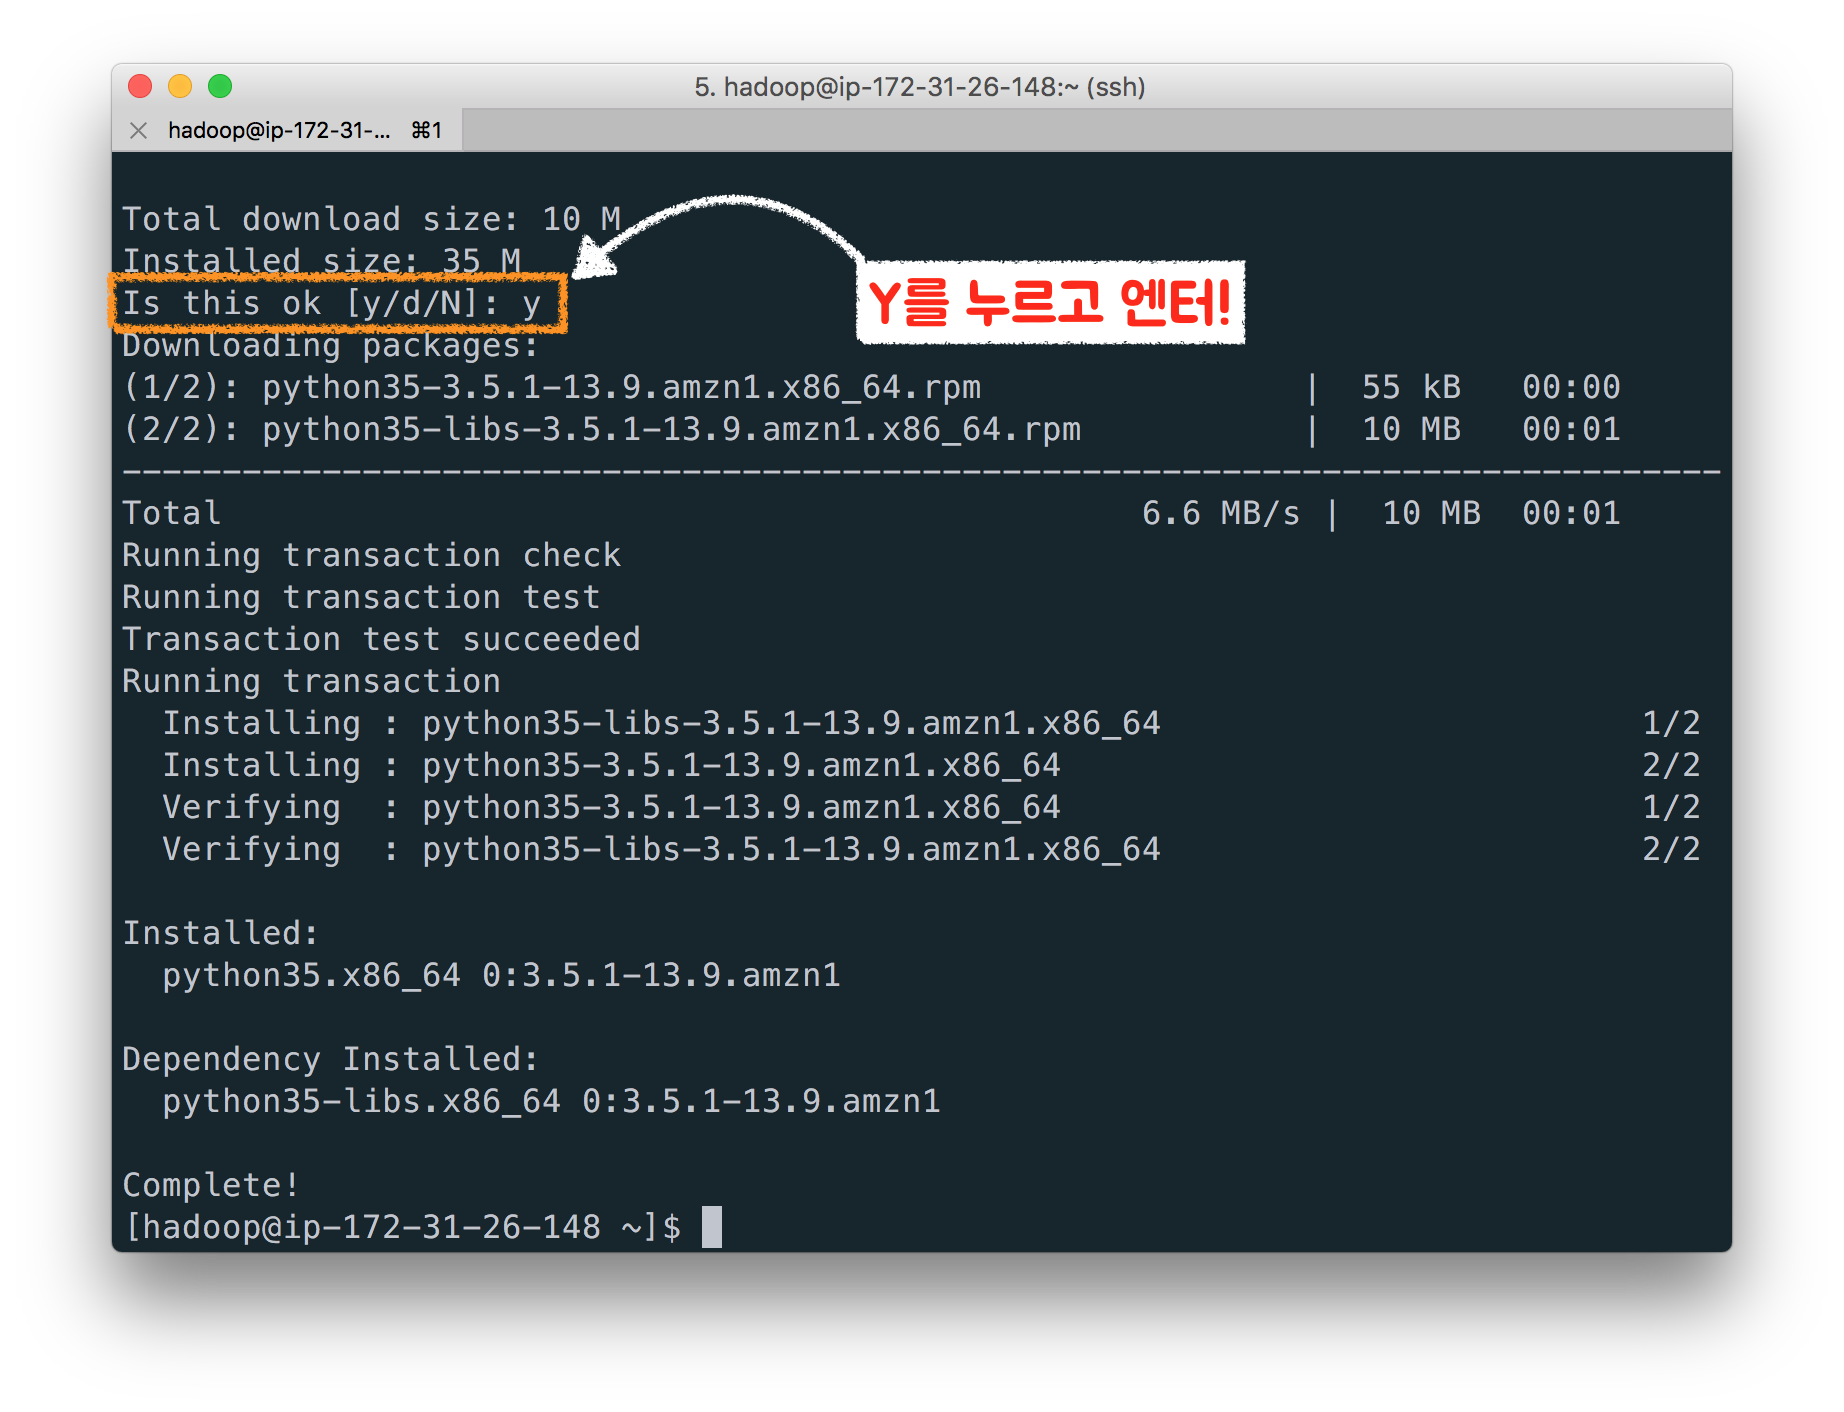 5. hadoop@ip-172-31-26-148:~ (ssh)
hadoop@ip-172-31-... ⌘1
Total download size: 10 M
Installed size: 35 M
Is this ok [y/d/N]: y
Y를 누르고 엔터!
Downloading packages:
(1/2): python35-3.5.1-13.9.amzn1.x86_64.rpm | 55 kB 00:00
(2/2): python35-libs-3.5.1-13.9.amzn1.x86_64.rpm | 10 MB 00:01
--------------------------------------------------------------------------------
Total 6.6 MB/s | 10 MB 00:01
Running transaction check
Running transaction test
Transaction test succeeded
Running transaction
Installing : python35-libs-3.5.1-13.9.amzn1.x86_64 1/2
Installing : python35-3.5.1-13.9.amzn1.x86_64 2/2
Verifying : python35-3.5.1-13.9.amzn1.x86_64 1/2
Verifying : python35-libs-3.5.1-13.9.amzn1.x86_64 2/2
Installed:
python35.x86_64 0:3.5.1-13.9.amzn1
Dependency Installed:
python35-libs.x86_64 0:3.5.1-13.9.amzn1
Complete!
[hadoop@ip-172-31-26-148 ~]$